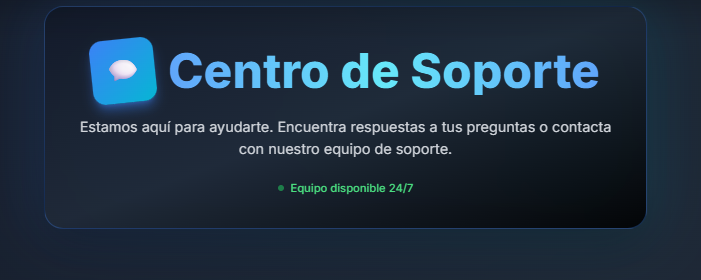 Centro de Soporte
Estamos aquí para ayudarte. Encuentra respuestas a tus preguntas o contacta
con nuestro equipo de soporte.
Equipo disponible 24/7